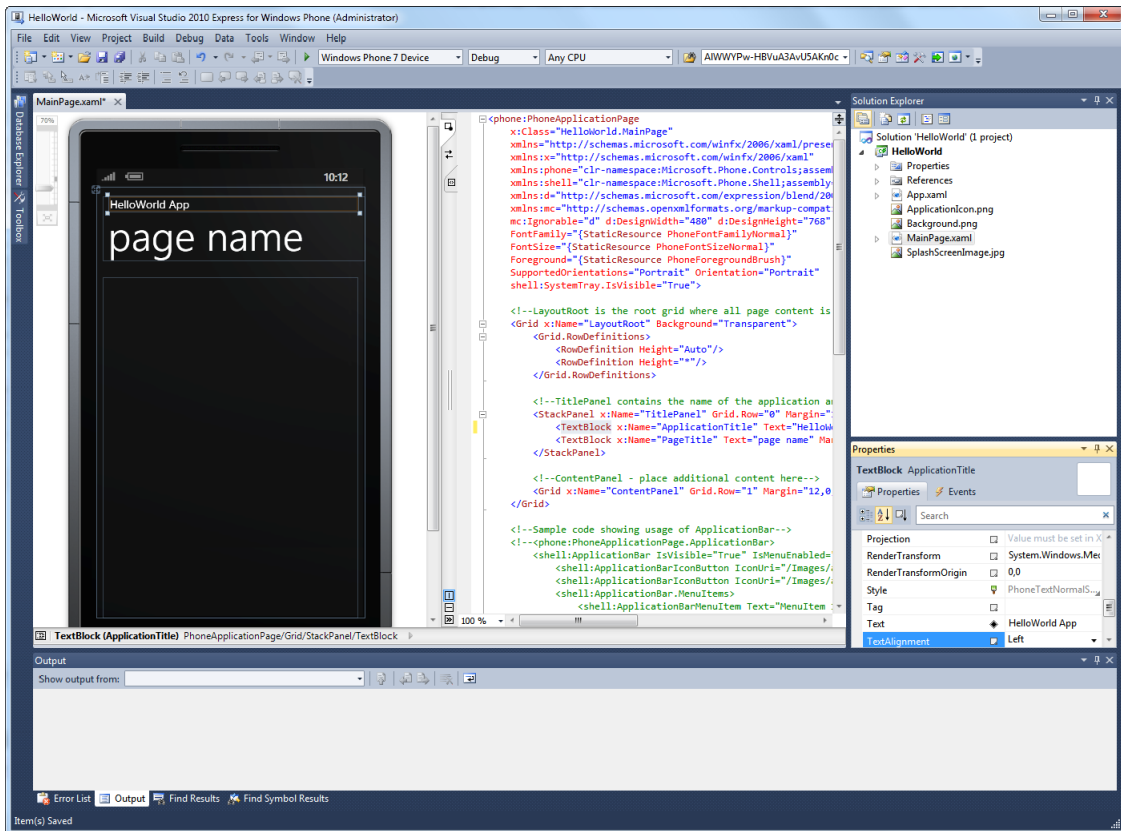 HelloWorld - Microsoft Visual Studio 2010 Express for Windows Phone (Administrator)
File Edit View Project Build Debug Data Tools Window Help
Windows Phone 7 Device Debug Any CPU AIWWYPw-HBVuA3AvU5AKn0c
Database Explorer
Toolbox
MainPage.xaml*
79%
10:12
HelloWorld App
page name
<phone:PhoneApplicationPage
x:Class="HelloWorld.MainPage"
xmlns="http://schemas.microsoft.com/winfx/2006/xaml/prese
xmlns:x="http://schemas.microsoft.com/winfx/2006/xaml"
xmlns:phone="clr-namespace:Microsoft.Phone.Controls;assem
xmlns:shell="clr-namespace:Microsoft.Phone.Shell;assembly
xmlns:d="http://schemas.microsoft.com/expression/blend/20
xmlns:mc="http://schemas.openxmlformats.org/markup-compat
mc:Ignorable="d" d:DesignWidth="480" d:DesignHeight="768"
FontFamily="{StaticResource PhoneFontFamilyNormal}"
FontSize="{StaticResource PhoneFontSizeNormal}"
Foreground="{StaticResource PhoneForegroundBrush}"
SupportedOrientations="Portrait" Orientation="Portrait"
shell:SystemTray.IsVisible="True">
<!--LayoutRoot is the root grid where all page content is
<Grid x:Name="LayoutRoot" Background="Transparent">
<Grid.RowDefinitions>
<RowDefinition Height="Auto"/>
<RowDefinition Height="*"/>
</Grid.RowDefinitions>
<!--TitlePanel contains the name of the application a
<StackPanel x:Name="TitlePanel" Grid.Row="0" Margin="
<TextBlock x:Name="ApplicationTitle" Text="HelloW
<TextBlock x:Name="PageTitle" Text="page name" Ma
</StackPanel>
<!--ContentPanel - place additional content here-->
<Grid x:Name="ContentPanel" Grid.Row="1" Margin="12,0
</Grid>
<!--Sample code showing usage of ApplicationBar-->
<!--<phone:PhoneApplicationPage.ApplicationBar>
<shell:ApplicationBar IsVisible="True" IsMenuEnabled=
<shell:ApplicationBarIconButton IconUri="/Images/
<shell:ApplicationBarIconButton IconUri="/Images/
<shell:ApplicationBar.MenuItems>
<shell:ApplicationBarMenuItem Text="MenuItem
100 %
TextBlock (ApplicationTitle) PhoneApplicationPage/Grid/StackPanel/TextBlock
Solution Explorer
Solution 'HelloWorld' (1 project)
HelloWorld
Properties
References
App.xaml
ApplicationIcon.png
Background.png
MainPage.xaml
SplashScreenImage.jpg
Properties
TextBlock ApplicationTitle
Properties Events
Search
Projection Value must be set in X
RenderTransform System.Windows.Med
RenderTransformOrigin 0,0
Style PhoneTextNormalS...
Tag
Text HelloWorld App
TextAlignment Left
Output
Show output from:
Error List Output Find Results Find Symbol Results
Item(s) Saved